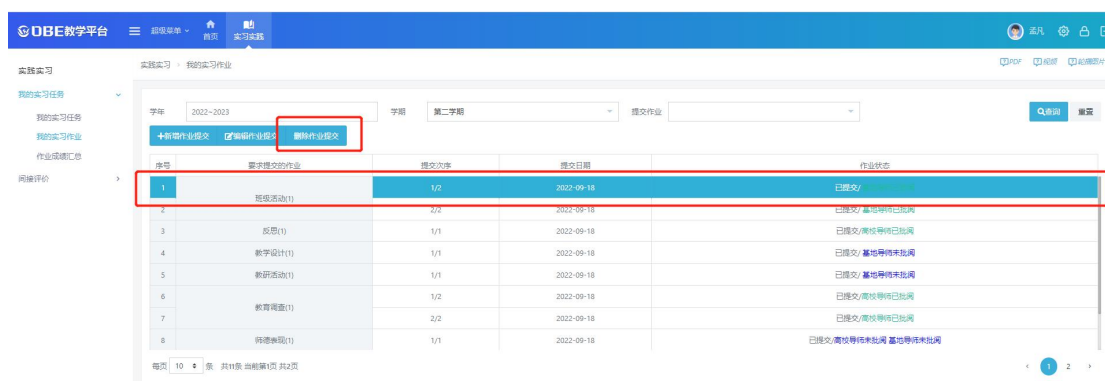 OBE教学平台 超级菜单 首页 实习实践 孟凡
实践实习
实践实习 > 我的实习作业 PDF 视频
我的实习任务
我的实习任务
我的实习作业
作业成绩汇总
间接评价
学年 2022~2023 学期 第二学期 提交作业 查询 重置
+新增作业提交 编辑作业提交 删除作业提交
序号 要求提交的作业 提交次序 提交日期 作业状态
1 班级活动(1) 1/2 2022-09-18 已提交/
2 2/2 2022-09-18 已提交/ 基地导师已批阅
3 反思(1) 1/1 2022-09-18 已提交/高校导师已批阅
4 教学设计(1) 1/1 2022-09-18 已提交/ 基地导师未批阅
5 教研活动(1) 1/1 2022-09-18 已提交/ 基地导师未批阅
6 教育调查(1) 1/2 2022-09-18 已提交/高校导师已批阅
7 2/2 2022-09-18 已提交/高校导师已批阅
8 师德表现(1) 1/1 2022-09-18 已提交/高校导师未批阅 基地导师未批阅
每页 10 条 共11条 当前第1页 共2页 < 1 2 >